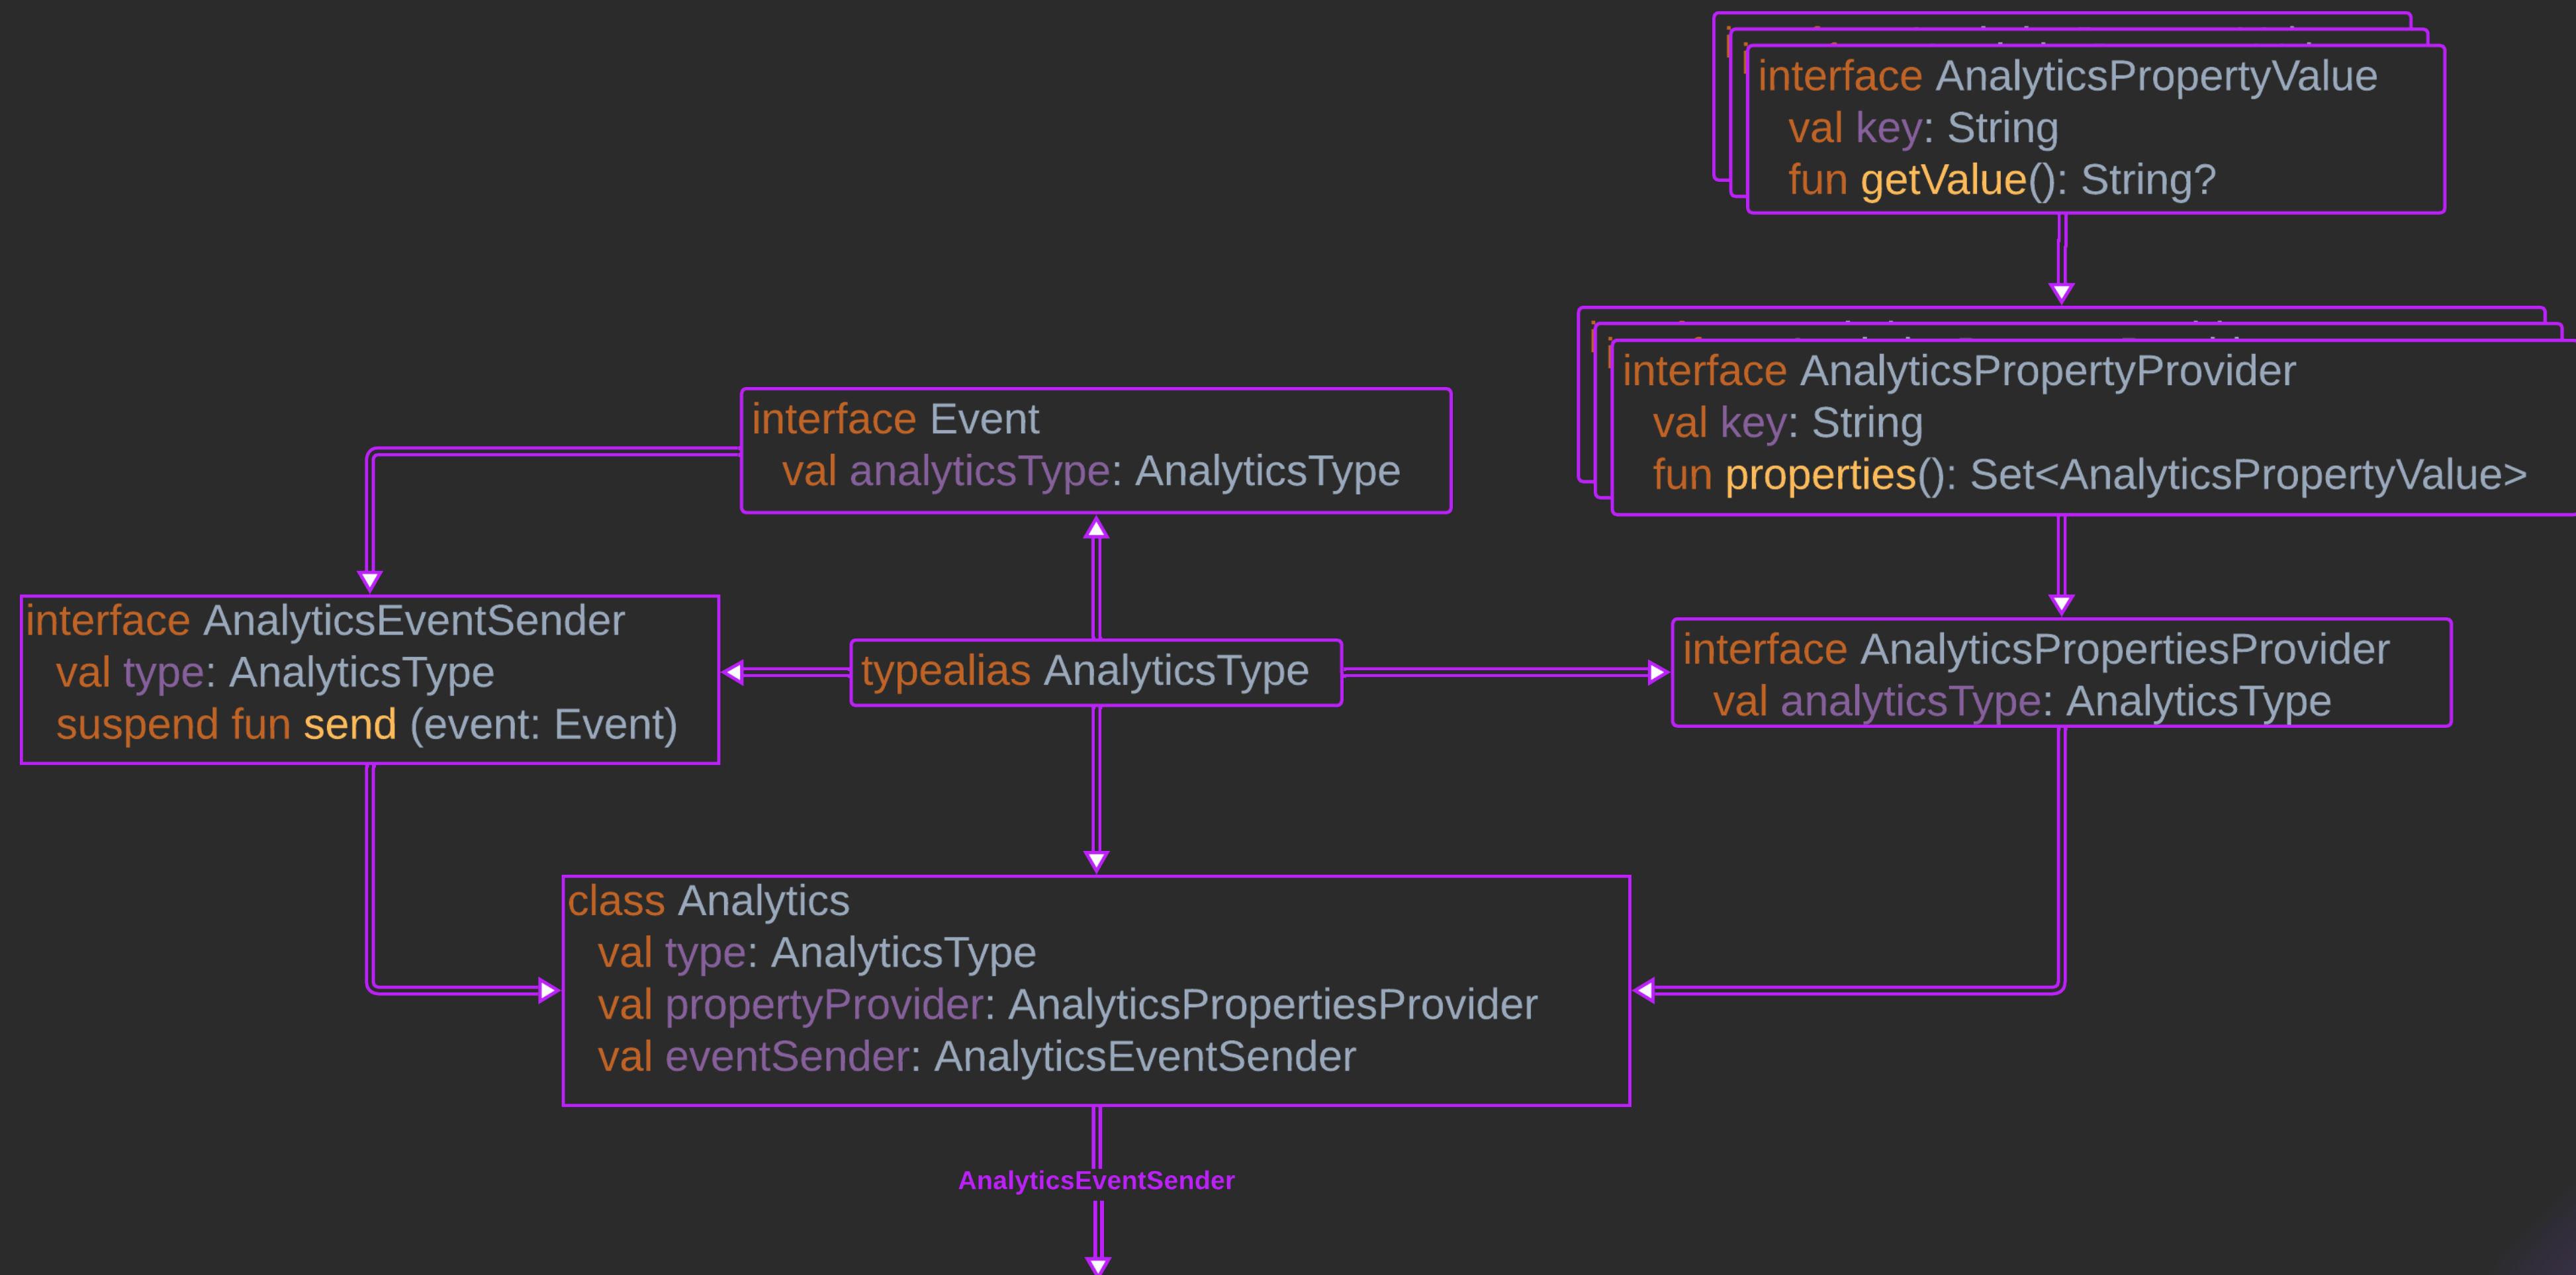 interface AnalyticsPropertyValue
val key: String
fun getValue(): String?
interface AnalyticsPropertyProvider
val key: String
fun properties(): Set<AnalyticsPropertyValue>
interface Event
val analyticsType: AnalyticsType
interface AnalyticsEventSender
val type: AnalyticsType
suspend fun send (event: Event)
typealias AnalyticsType
interface AnalyticsPropertiesProvider
val analyticsType: AnalyticsType
class Analytics
val type: AnalyticsType
val propertyProvider: AnalyticsPropertiesProvider
val eventSender: AnalyticsEventSender
AnalyticsEventSender